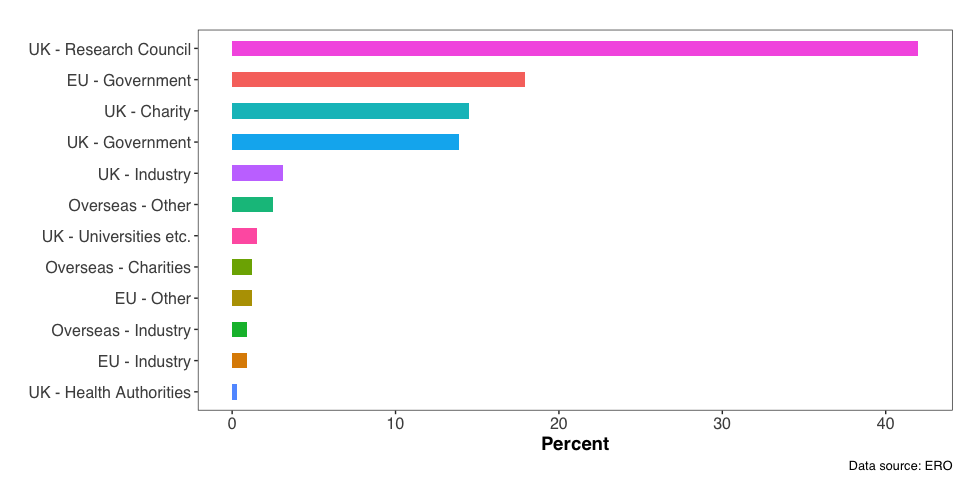 UK - Research Council
EU - Government
UK - Charity
UK - Government
UK - Industry
Overseas - Other
UK - Universities etc.
Overseas - Charities
EU - Other
Overseas - Industry
EU - Industry
UK - Health Authorities
0 10 20 30 40
Percent
Data source: ERO